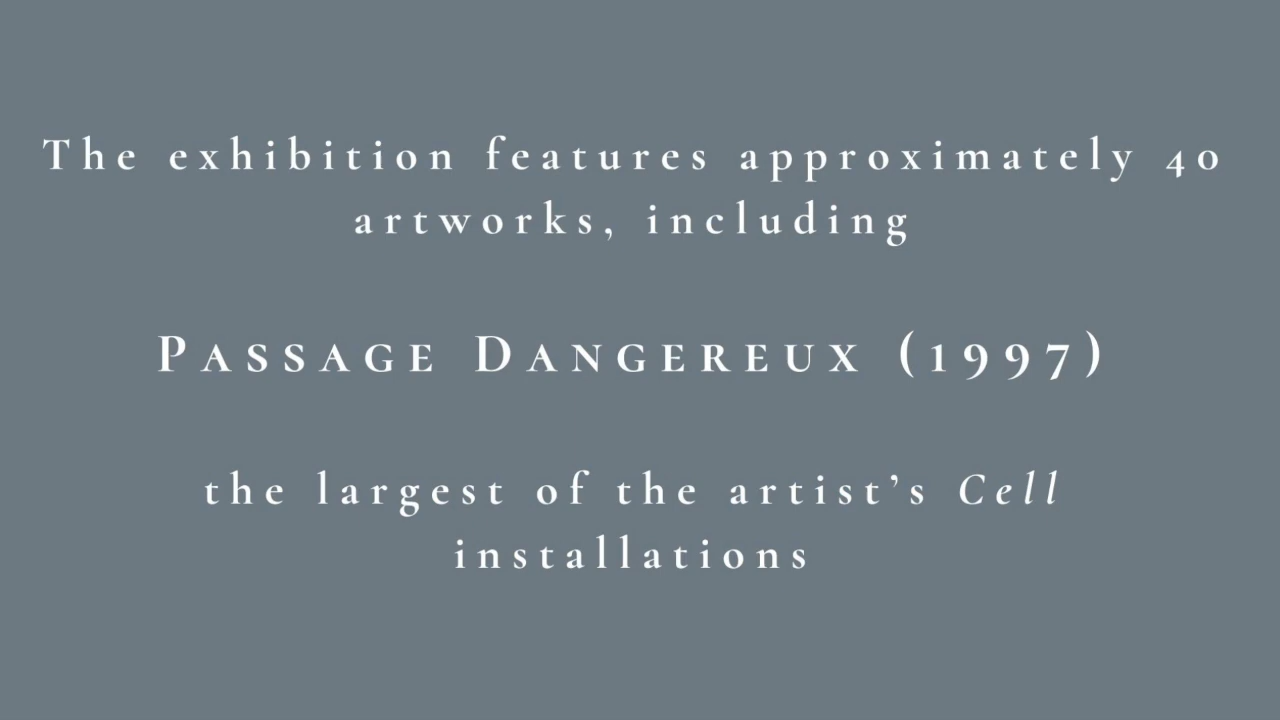 The exhibition features approximately 40
artworks, including
Passage Dangereux (1997)
the largest of the artist’s Cell
installations